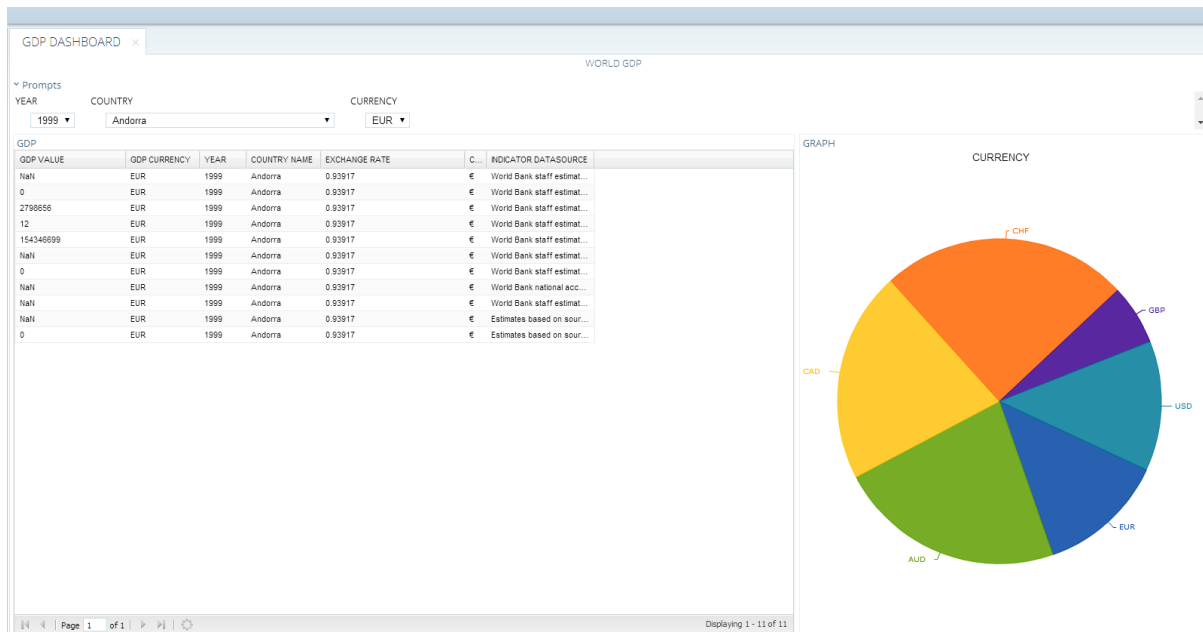 GDP DASHBOARD ×
WORLD GDP
Prompts
YEAR COUNTRY CURRENCY
1999 Andorra EUR
GDP
GDP VALUE GDP CURRENCY YEAR COUNTRY NAME EXCHANGE RATE C... INDICATOR DATASOURCE
NaN EUR 1999 Andorra 0.93917 € World Bank staff estimat...
0 EUR 1999 Andorra 0.93917 € World Bank staff estimat...
2798656 EUR 1999 Andorra 0.93917 € World Bank staff estimat...
12 EUR 1999 Andorra 0.93917 € World Bank staff estimat...
154346699 EUR 1999 Andorra 0.93917 € World Bank staff estimat...
NaN EUR 1999 Andorra 0.93917 € World Bank staff estimat...
0 EUR 1999 Andorra 0.93917 € World Bank staff estimat...
NaN EUR 1999 Andorra 0.93917 € World Bank national acc...
NaN EUR 1999 Andorra 0.93917 € World Bank staff estimat...
NaN EUR 1999 Andorra 0.93917 € Estimates based on sour...
0 EUR 1999 Andorra 0.93917 € Estimates based on sour...
Page 1 of 1 Displaying 1 - 11 of 11
GRAPH
CURRENCY
CHF
GBP
CAD
USD
EUR
AUD